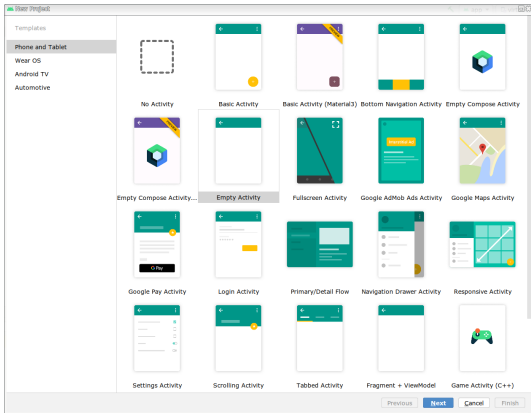 New Project
Templates
Phone and Tablet
Wear OS
Android TV
Automotive
No Activity
Basic Activity
Basic Activity (Material3)
Bottom Navigation Activity
Empty Compose Activity
Empty Compose Activity...
Empty Activity
Fullscreen Activity
Google AdMob Ads Activity
Google Maps Activity
G Pay
Google Pay Activity
Login Activity
Primary/Detail Flow
Navigation Drawer Activity
Responsive Activity
Settings Activity
Scrolling Activity
Tabbed Activity
Fragment + ViewModel
Game Activity (C++)
Previous
Next
Cancel
Finish